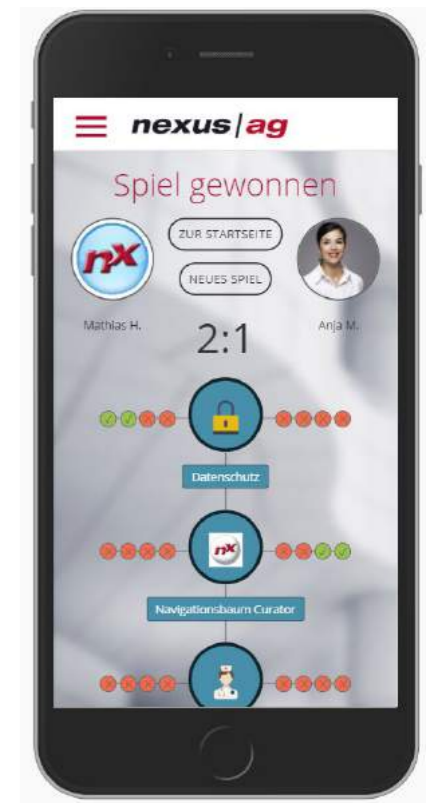 nexus|ag
Spiel gewonnen
ZUR STARTSEITE
nx
NEUES SPIEL
Mathias H.
Anja M.
2:1
Datenschutz
nx
Navigationsbaum Curator